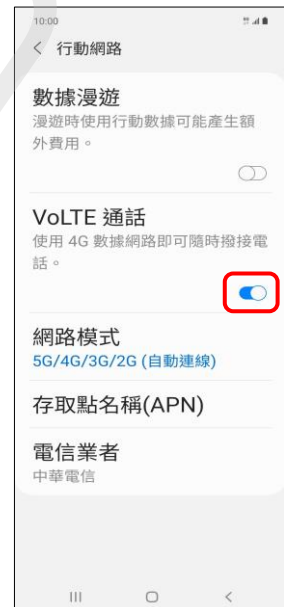 10:00
行動網路
數據漫遊
漫遊時使用行動數據可能產生額
外費用。
VoLTE 通話
使用 4G 數據網路即可隨時撥接電
話。
網路模式
5G/4G/3G/2G (自動連線)
存取點名稱(APN)
電信業者
中華電信